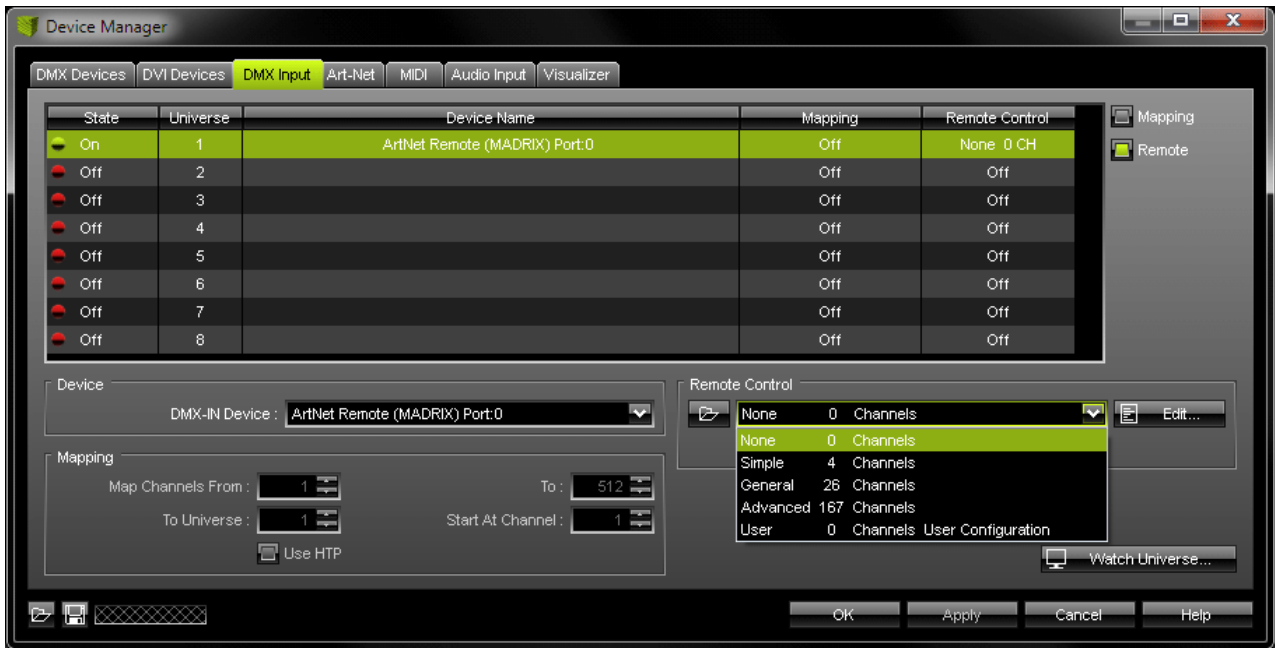 Device Manager
DMX Devices DVI Devices DMX Input Art-Net MIDI Audio Input Visualizer
State Universe Device Name Mapping Remote Control
On 1 ArtNet Remote (MADRIX) Port:0 Off None 0 CH
Off 2 Off Off
Off 3 Off Off
Off 4 Off Off
Off 5 Off Off
Off 6 Off Off
Off 7 Off Off
Off 8 Off Off
Mapping
Remote
Device
DMX-IN Device : ArtNet Remote (MADRIX) Port:0
Mapping
Map Channels From : 1 To : 512
To Universe : 1 Start At Channel : 1
Use HTP
Remote Control
None 0 Channels Edit...
None 0 Channels
Simple 4 Channels
General 26 Channels
Advanced 167 Channels
User 0 Channels User Configuration
Watch Universe...
OK Apply Cancel Help